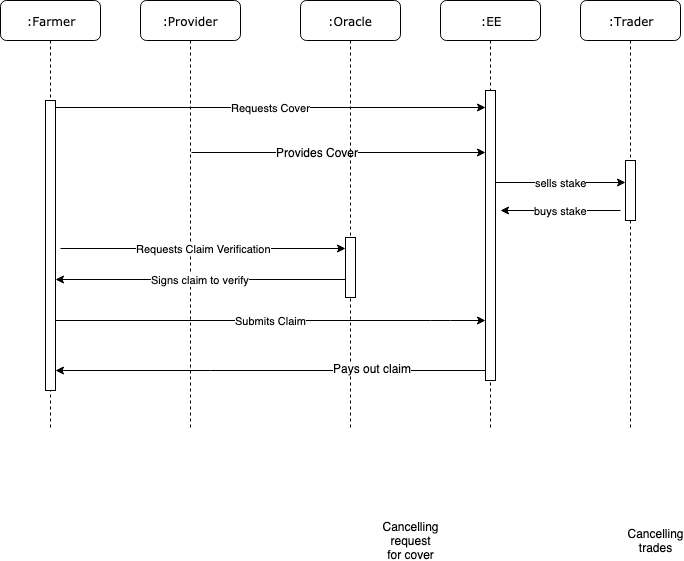 :Farmer
:Provider
:Oracle
:EE
:Trader
Requests Cover
Provides Cover
sells stake
buys stake
Requests Claim Verification
Signs claim to verify
Submits Claim
Pays out claim
Cancelling
request
for cover
Cancelling
trades